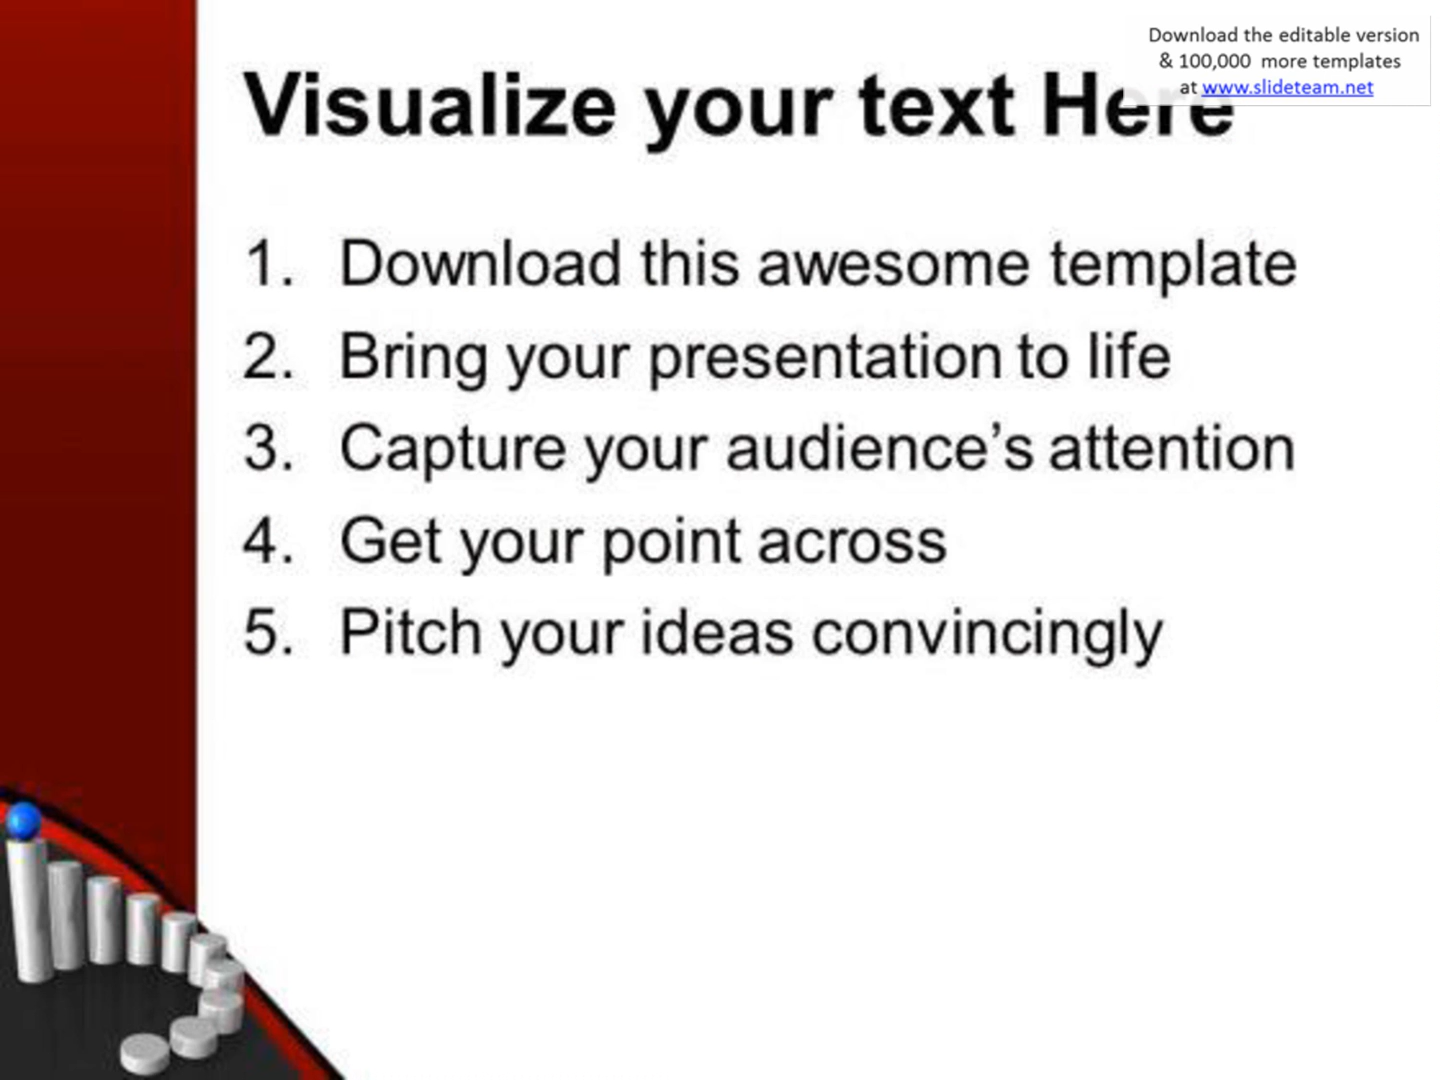 Download the editable version
& 100,000 more templates
at www.slideteam.net
Visualize your text Here
1. Download this awesome template
2. Bring your presentation to life
3. Capture your audience’s attention
4. Get your point across
5. Pitch your ideas convincingly